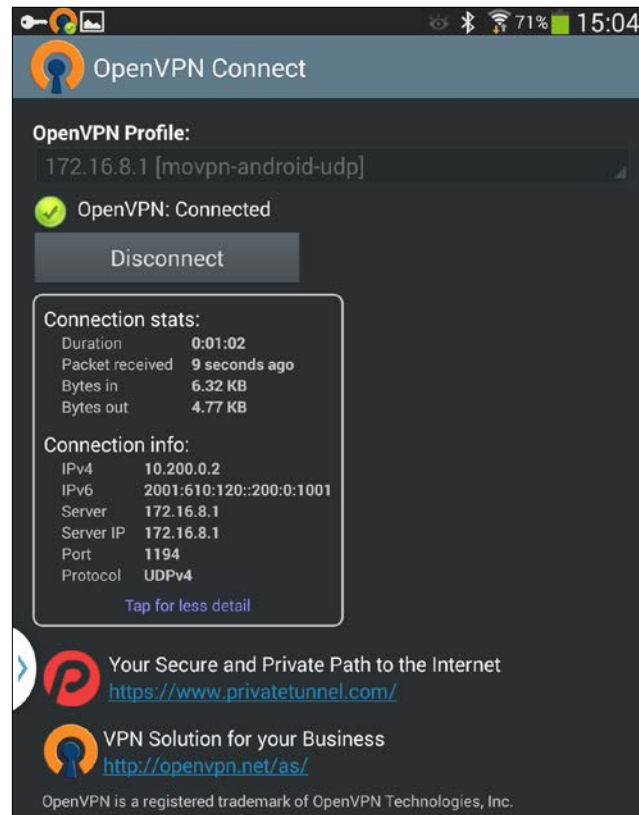 71% 15:04
OpenVPN Connect
OpenVPN Profile:
172.16.8.1 [movpn-android-udp]
OpenVPN: Connected
Disconnect
Connection stats:
Duration 0:01:02
Packet received 9 seconds ago
Bytes in 6.32 KB
Bytes out 4.77 KB
Connection info:
IPv4 10.200.0.2
IPv6 2001:610:120::200:0:1001
Server 172.16.8.1
Server IP 172.16.8.1
Port 1194
Protocol UDPv4
Tap for less detail
Your Secure and Private Path to the Internet
https://www.privatetunnel.com/
VPN Solution for your Business
http://openvpn.net/as/
OpenVPN is a registered trademark of OpenVPN Technologies, Inc.